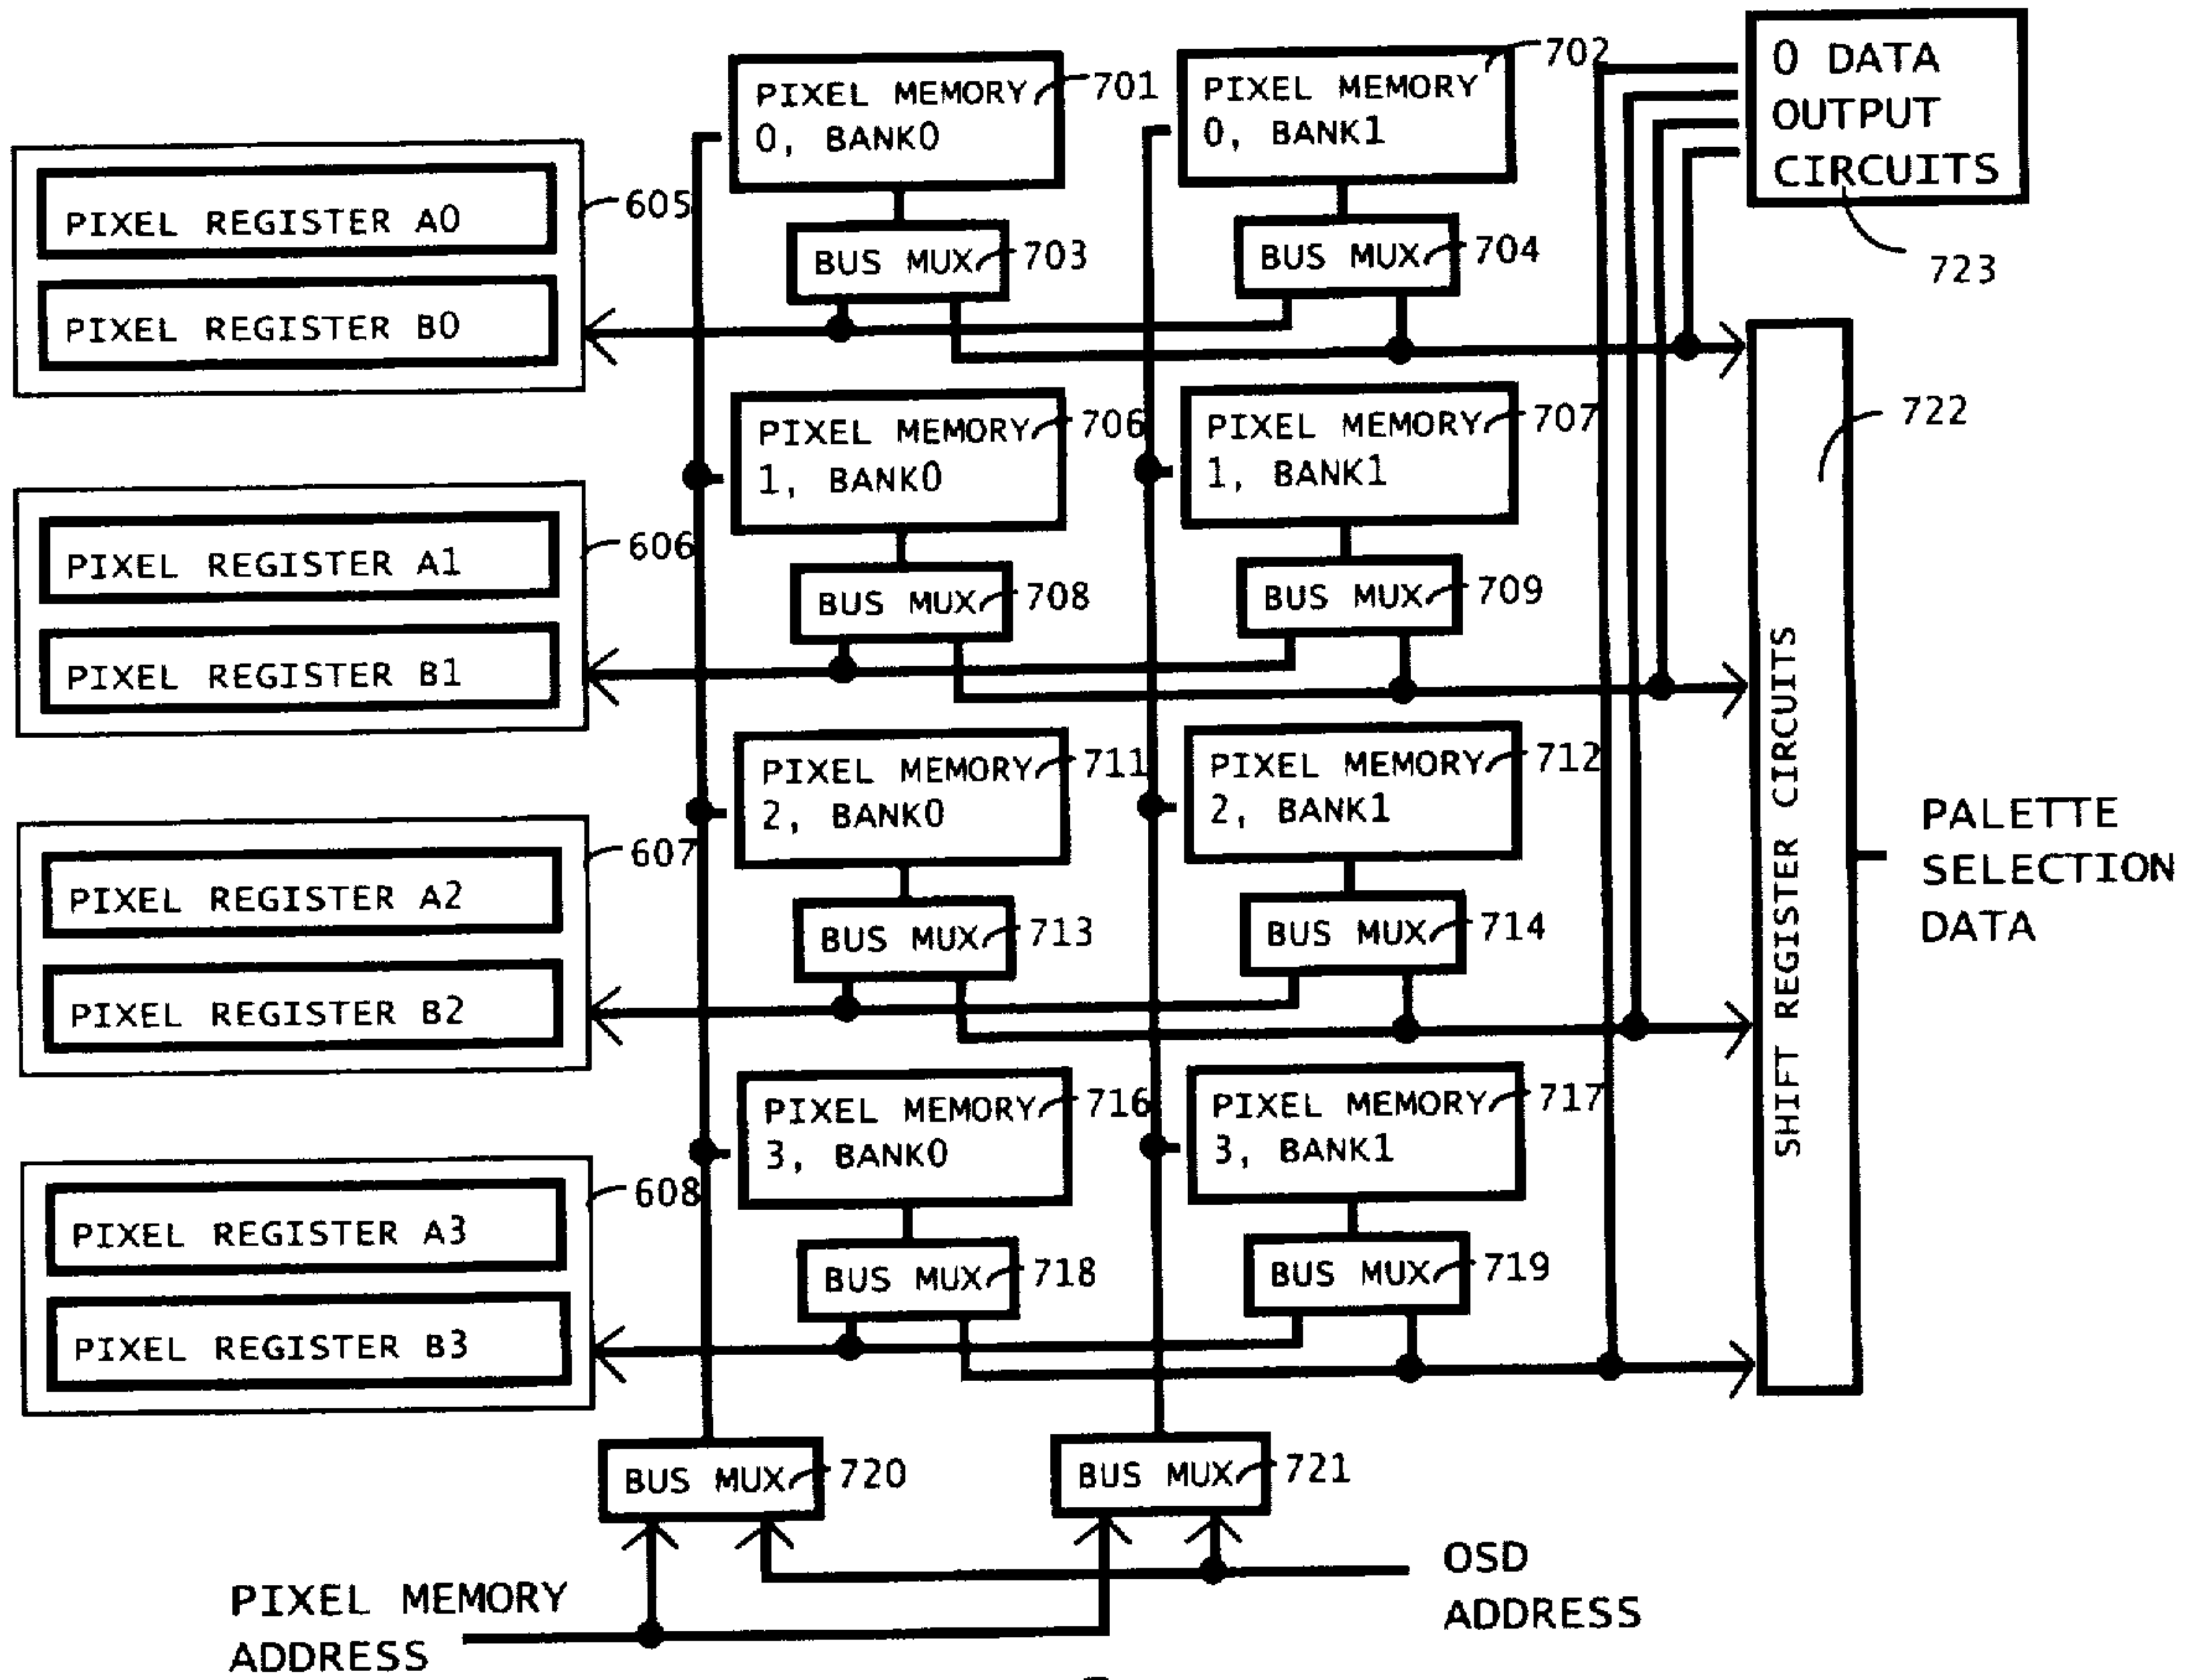 PIXEL MEMORY
0, BANK0
701
PIXEL MEMORY
0, BANK1
702
0 DATA
OUTPUT
CIRCUITS
723
PIXEL REGISTER A0
PIXEL REGISTER B0
605
BUS MUX
703
BUS MUX
704
PIXEL MEMORY
1, BANK0
706
PIXEL MEMORY
1, BANK1
707
722
PIXEL REGISTER A1
PIXEL REGISTER B1
606
BUS MUX
708
BUS MUX
709
PIXEL MEMORY
2, BANK0
711
PIXEL MEMORY
2, BANK1
712
SHIFT REGISTER CIRCUITS
PALETTE
SELECTION
DATA
PIXEL REGISTER A2
PIXEL REGISTER B2
607
BUS MUX
713
BUS MUX
714
PIXEL MEMORY
3, BANK0
716
PIXEL MEMORY
3, BANK1
717
PIXEL REGISTER A3
PIXEL REGISTER B3
608
BUS MUX
718
BUS MUX
719
BUS MUX
720
BUS MUX
721
PIXEL MEMORY
ADDRESS
OSD
ADDRESS